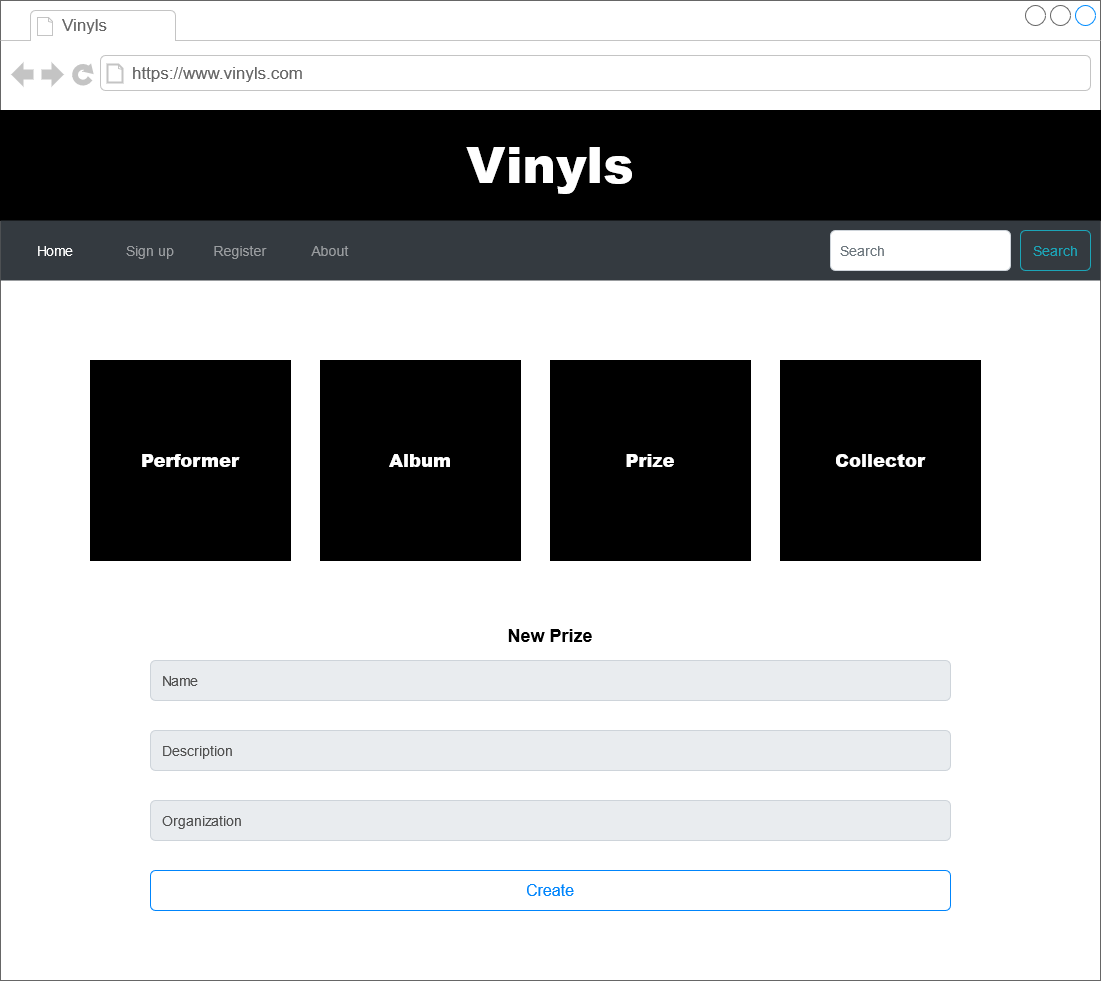 Vinyls
https://www.vinyls.com
Vinyls
Home Sign up Register About Search Search
Performer Album Prize Collector
New Prize
Name
Description
Organization
Create